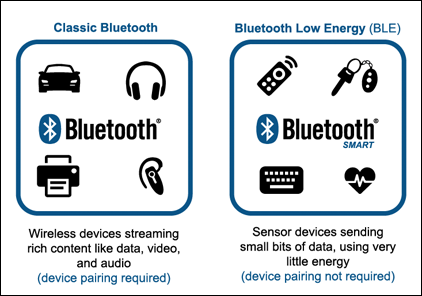 Classic Bluetooth
Bluetooth®
Wireless devices streaming
rich content like data, video,
and audio
(device pairing required)
Bluetooth Low Energy (BLE)
Bluetooth®
SMART
Sensor devices sending
small bits of data, using very
little energy
(device pairing not required)